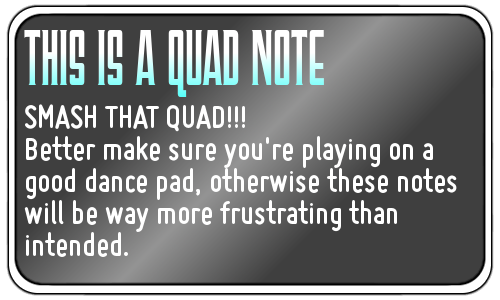 THIS IS A QUAD NOTE
SMASH THAT QUAD!!!
Better make sure you're playing on a
good dance pad, otherwise these notes
will be way more frustrating than
intended.